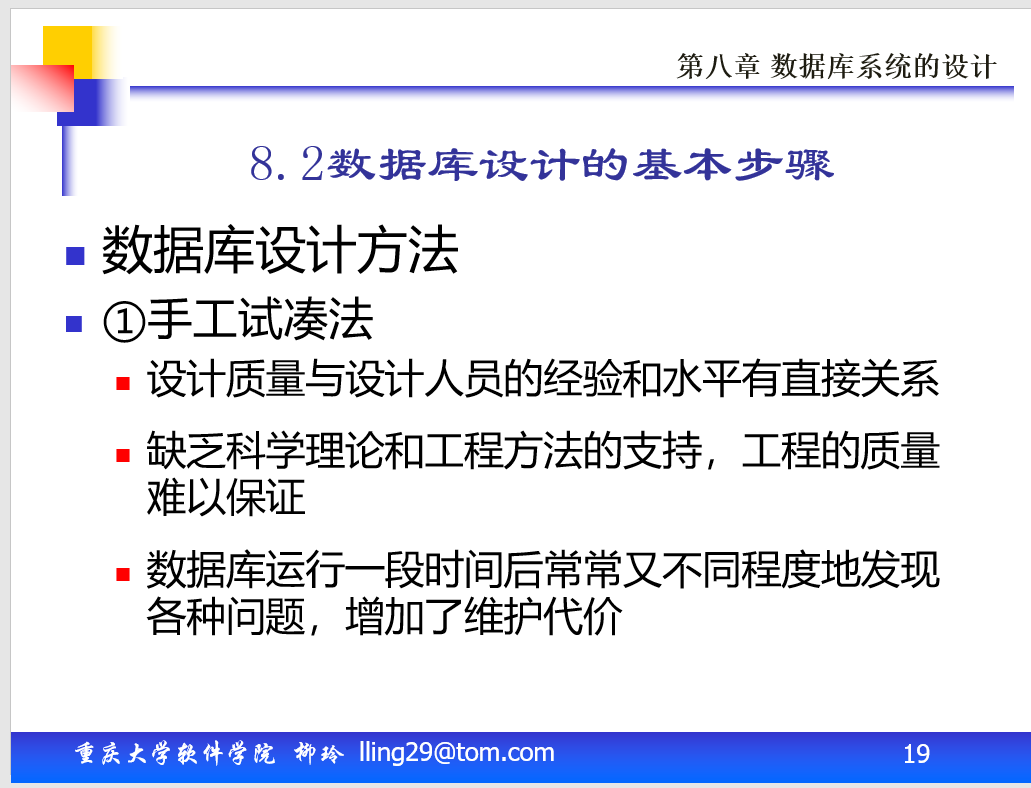 第八章 数据库系统的设计
8.2数据库设计的基本步骤
数据库设计方法
①手工试凑法
设计质量与设计人员的经验和水平有直接关系
缺乏科学理论和工程方法的支持，工程的质量
难以保证
数据库运行一段时间后常常又不同程度地发现
各种问题，增加了维护代价
重庆大学软件学院 柳玲 lling29@tom.com 19